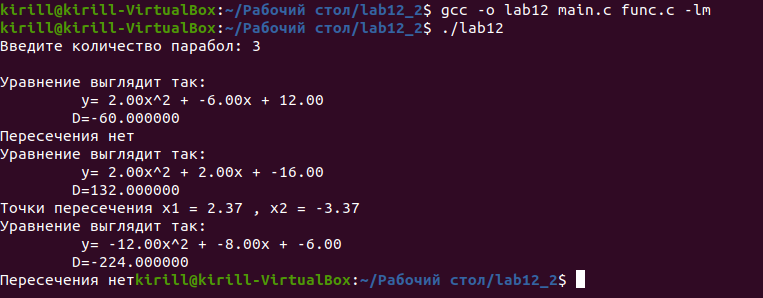 kirill@kirill-VirtualBox:~/Рабочий стол/lab12_2$ gcc -o lab12 main.c func.c -lm
kirill@kirill-VirtualBox:~/Рабочий стол/lab12_2$ ./lab12
Введите количество парабол: 3
Уравнение выглядит так:
y= 2.00x^2 + -6.00x + 12.00
D=-60.000000
Пересечения нет
Уравнение выглядит так:
y= 2.00x^2 + 2.00x + -16.00
D=132.000000
Точки пересечения x1 = 2.37 , x2 = -3.37
Уравнение выглядит так:
y= -12.00x^2 + -8.00x + -6.00
D=-224.000000
Пересечения нетkirill@kirill-VirtualBox:~/Рабочий стол/lab12_2$